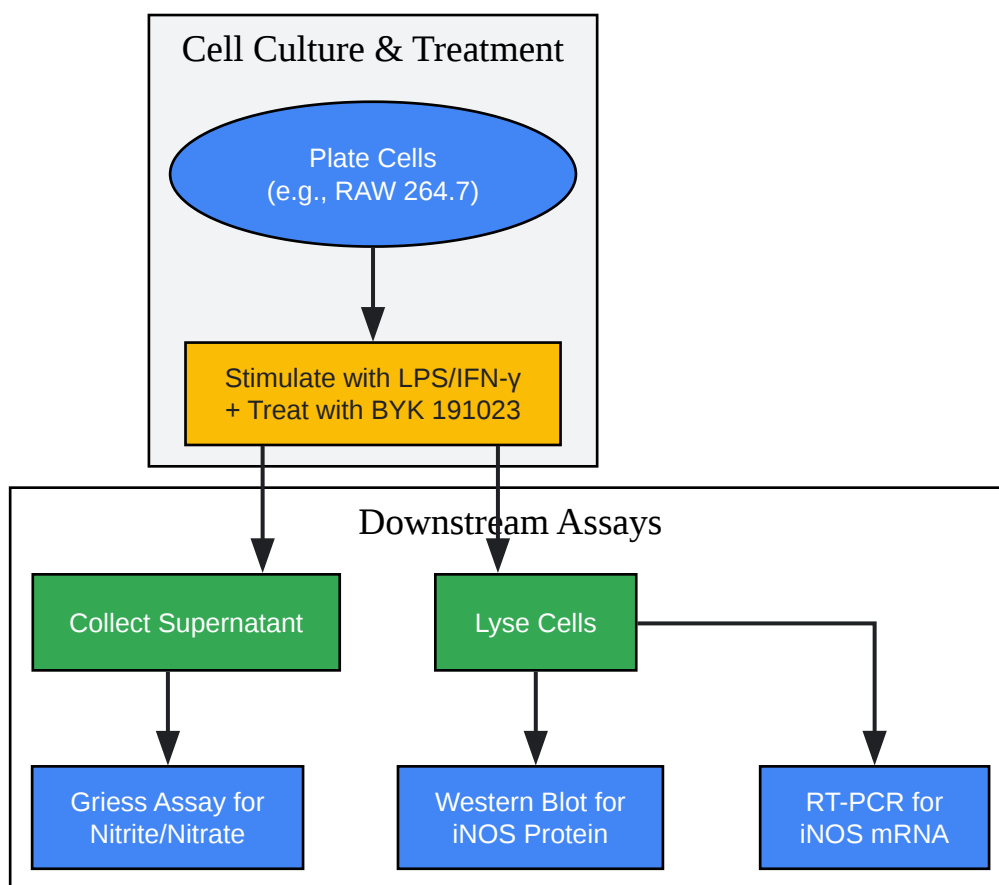 Cell Culture & Treatment
Plate Cells
(e.g., RAW 264.7)
Stimulate with LPS/IFN-γ
+ Treat with BYK 191023
Downstream Assays
Collect Supernatant
Lyse Cells
Griess Assay for
Nitrite/Nitrate
Western Blot for
iNOS Protein
RT-PCR for
iNOS mRNA